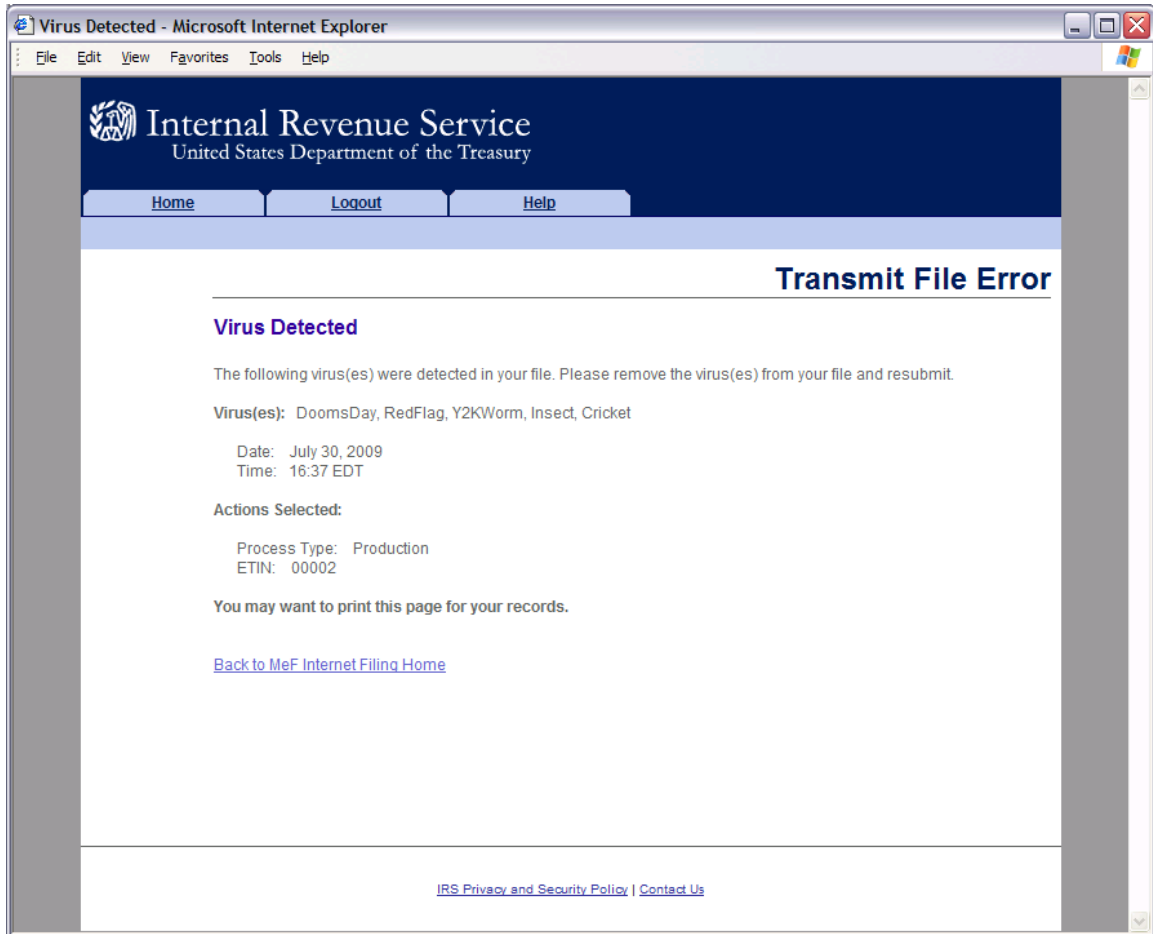 Virus Detected - Microsoft Internet Explorer
File Edit View Favorites Tools Help
Internal Revenue Service
United States Department of the Treasury
Home Logout Help
Transmit File Error
Virus Detected
The following virus(es) were detected in your file. Please remove the virus(es) from your file and resubmit.
Virus(es): DoomsDay, RedFlag, Y2KWorm, Insect, Cricket
Date: July 30, 2009
Time: 16:37 EDT
Actions Selected:
Process Type: Production
ETIN: 00002
You may want to print this page for your records.
Back to MeF Internet Filing Home
IRS Privacy and Security Policy | Contact Us